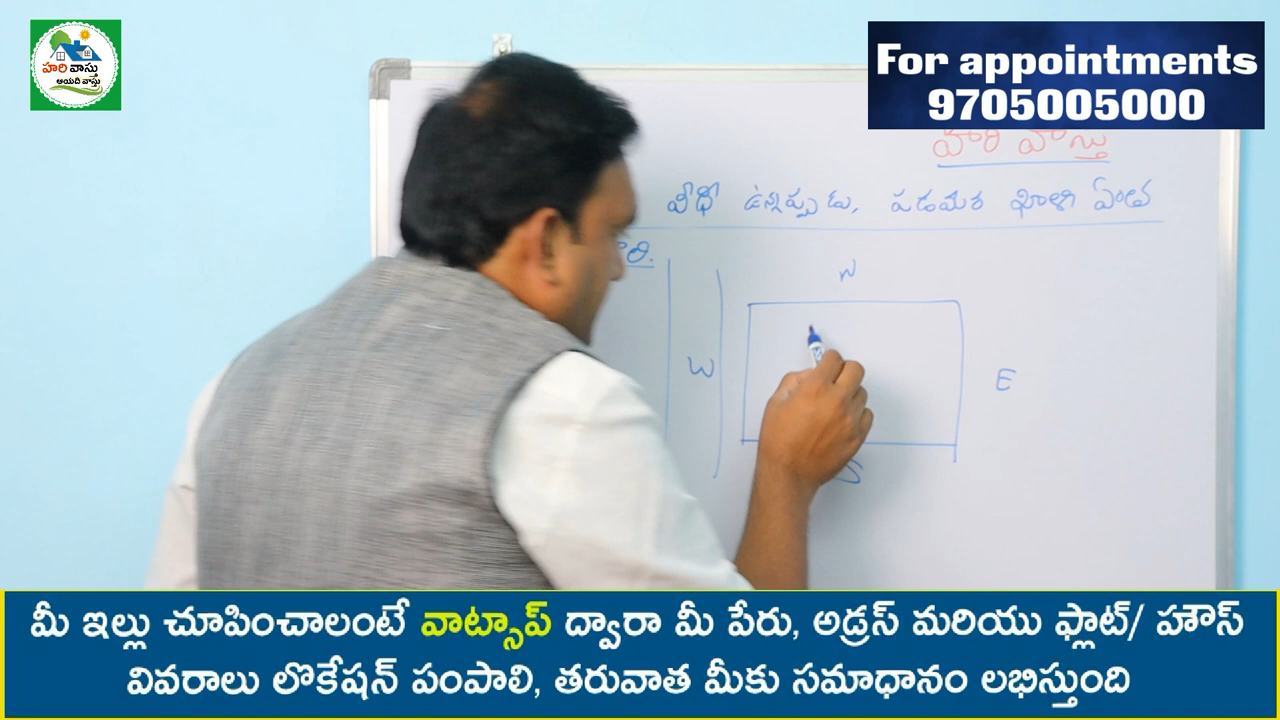 హరి వాస్తు
ఆయది వాస్తు
For appointments
9705005000
హరి వాస్తు
వీధి ఉన్నప్పుడు, పడమర ఖాళీ
N
W
E
S
మీ ఇల్లు చూపించాలంటే వాట్సాప్ ద్వారా మీ పేరు, అడ్రస్ మరియు ఫ్లాట్/ హౌస్
వివరాలు లొకేషన్ పంపాలి, తరువాత మీకు సమాధానం లభిస్తుంది